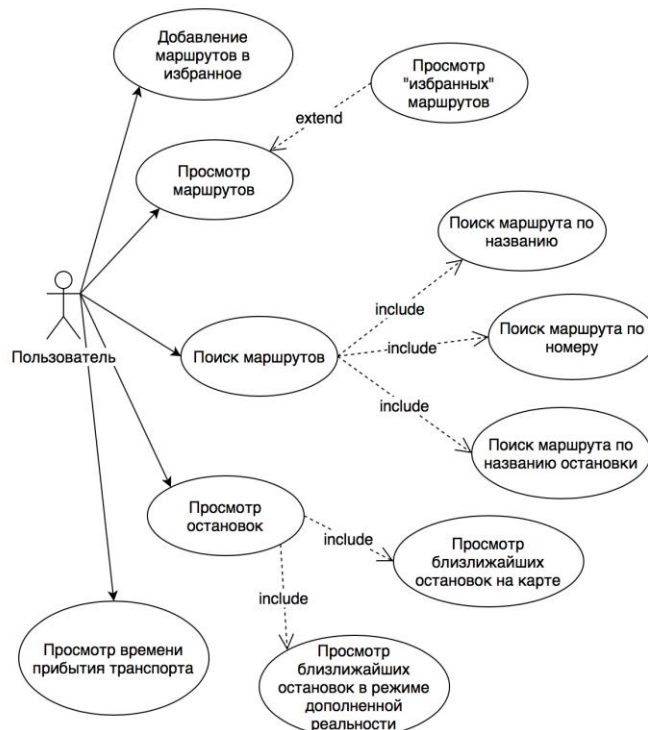 Добавление
маршрутов в
избранное
Просмотр
"избранных"
маршрутов
extend
Просмотр
маршрутов
Поиск маршрута по
названию
include
Поиск маршрута по
номеру
include
Пользователь
Поиск маршрутов
include
Поиск маршрута по
названию остановки
Просмотр
остановок
include
Просмотр
близлижайших
остановок на карте
include
Просмотр времени
прибытия транспорта
Просмотр
близлижайших
остановок в режиме
дополненной
реальности